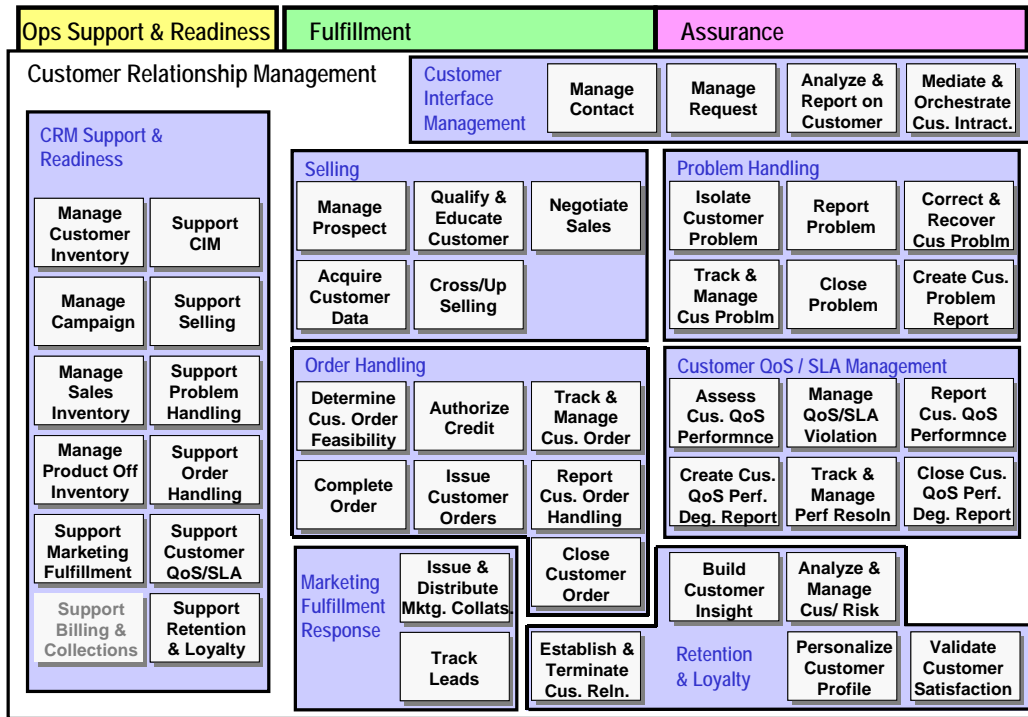 Ops Support & Readiness
Fulfillment
Assurance
Customer Relationship Management
Customer
Interface
Management
Manage
Contact
Manage
Request
Analyze &
Report on
Customer
Mediate &
Orchestrate
Cus. Intract.
CRM Support &
Readiness
Manage
Customer
Inventory
Support
CIM
Manage
Campaign
Support
Selling
Manage
Sales
Inventory
Support
Problem
Handling
Manage
Product Off
Inventory
Support
Order
Handling
Support
Marketing
Fulfillment
Support
Customer
QoS/SLA
Support
Billing &
Collections
Support
Retention
& Loyalty
Selling
Manage
Prospect
Qualify &
Educate
Customer
Negotiate
Sales
Acquire
Customer
Data
Cross/Up
Selling
Problem Handling
Isolate
Customer
Problem
Report
Problem
Correct &
Recover
Cus Problm
Track &
Manage
Cus Problm
Close
Problem
Create Cus.
Problem
Report
Order Handling
Determine
Cus. Order
Feasibility
Authorize
Credit
Track &
Manage
Cus. Order
Complete
Order
Issue
Customer
Orders
Report
Cus. Order
Handling
Close
Customer
Order
Customer QoS / SLA Management
Assess
Cus. QoS
Performnce
Manage
QoS/SLA
Violation
Report
Cus. QoS
Performnce
Create Cus.
QoS Perf.
Deg. Report
Track &
Manage
Perf Resoln
Close Cus.
QoS Perf.
Deg. Report
Marketing
Fulfillment
Response
Issue &
Distribute
Mktg. Collats.
Track
Leads
Build
Customer
Insight
Analyze &
Manage
Cus/ Risk
Establish &
Terminate
Cus. Reln.
Retention
& Loyalty
Personalize
Customer
Profile
Validate
Customer
Satisfaction